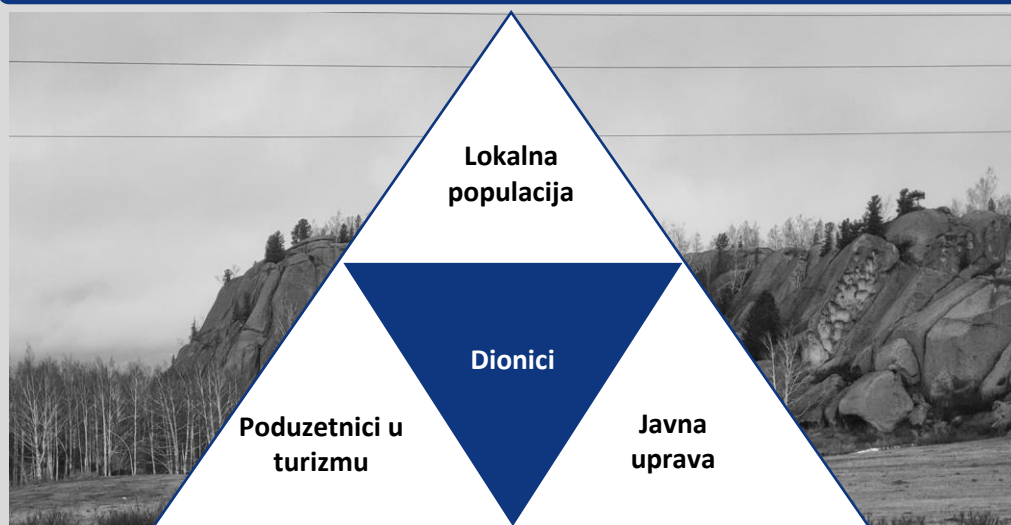 Lokalna
populacija
Dionici
Poduzetnici u
turizmu
Javna
uprava